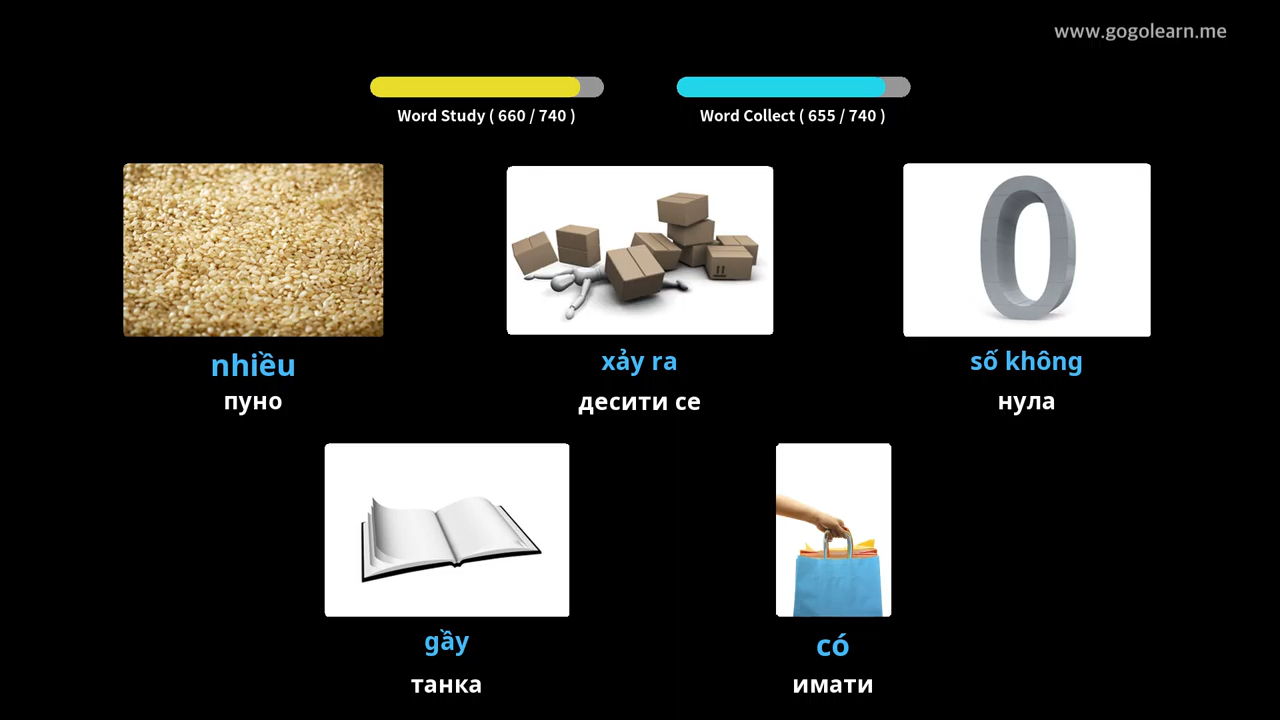 www.gogolearn.me
Word Study ( 660 / 740 )
Word Collect ( 655 / 740 )
nhiều
пуно
xảy ra
десити се
0
số không
нула
gầy
танка
có
имати